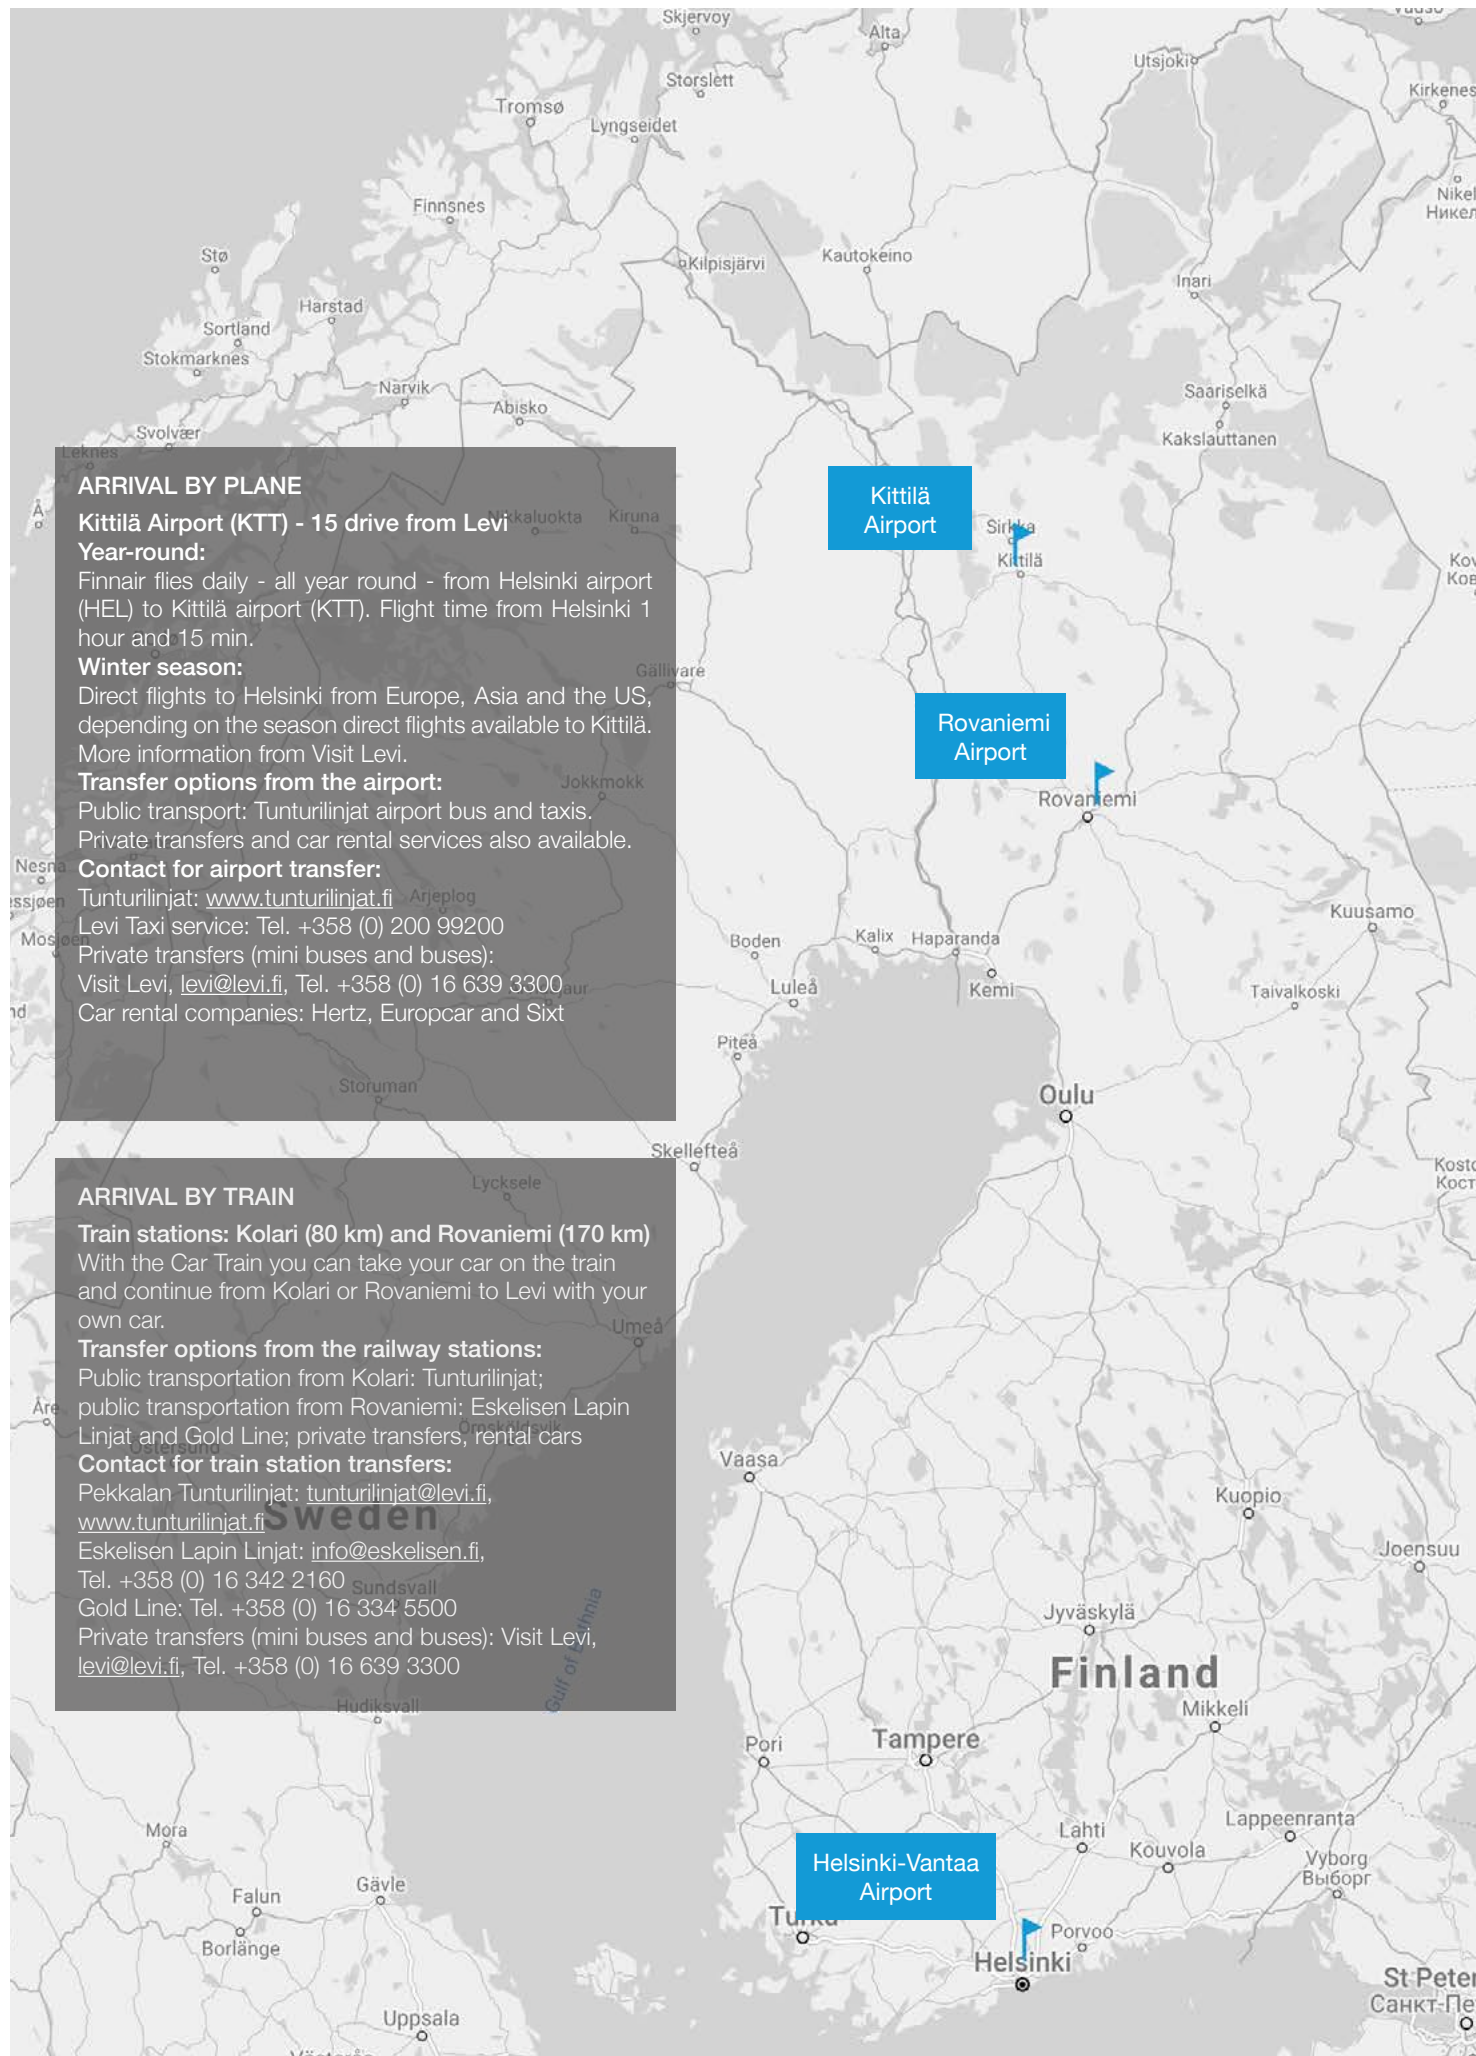 Skjervoy
Alta
Utsjoki
Storslett
Kirkenes
Tromsø
Lyngseidet
Nikel
Finnsnes
Stø
Kilpisjärvi
Kautokeino
Inari
Harstad
Sortland
Stokmarknes
Narvik
Abisko
Saariselkä
Svolvær
Kakslauttanen
Leknes
Å
ARRIVAL BY PLANE
Kittilä Airport (KTT) - 15 drive from Levi
Year-round:
Finnair flies daily - all year round - from Helsinki airport
(HEL) to Kittilä airport (KTT). Flight time from Helsinki 1
hour and 15 min.
Winter season:
Direct flights to Helsinki from Europe, Asia and the US,
depending on the season direct flights available to Kittilä.
More information from Visit Levi.
Transfer options from the airport:
Public transport: Tunturilinjat airport bus and taxis.
Private transfers and car rental services also available.
Contact for airport transfer:
Tunturilinjat: www.tunturilinjat.fi
Levi Taxi service: Tel. +358 (0) 200 99200
Private transfers (mini buses and buses):
Visit Levi, levi@levi.fi, Tel. +358 (0) 16 639 3300
Car rental companies: Hertz, Europcar and Sixt
Nikkaluokta
Kiruna
Gällivare
Jokkmokk
Arjeplog
Storuman
Nesna
Mosjøen
Kittilä
Airport
Sirkka
Kittilä
Rovaniemi
Airport
Rovaniemi
Kuusamo
Boden
Kalix
Haparanda
Luleå
Kemi
Taivalkoski
Piteå
Oulu
Skellefteå
ARRIVAL BY TRAIN
Train stations: Kolari (80 km) and Rovaniemi (170 km)
With the Car Train you can take your car on the train
and continue from Kolari or Rovaniemi to Levi with your
own car.
Transfer options from the railway stations:
Public transportation from Kolari: Tunturilinjat;
public transportation from Rovaniemi: Eskelisen Lapin
Linjat and Gold Line; private transfers, rental cars
Contact for train station transfers:
Pekkalan Tunturilinjat: tunturilinjat@levi.fi,
www.tunturilinjat.fi
Eskelisen Lapin Linjat: info@eskelisen.fi,
Tel. +358 (0) 16 342 2160
Gold Line: Tel. +358 (0) 16 334 5500
Private transfers (mini buses and buses): Visit Levi,
levi@levi.fi, Tel. +358 (0) 16 639 3300
Lycksele
Umeå
Åre
Östersund
Örnsköldsvik
Sweden
Sundsvall
Gulf of Bothnia
Hudiksvall
Vaasa
Kuopio
Joensuu
Jyväskylä
Finland
Mikkeli
Pori
Tampere
Mora
Lahti
Lappeenranta
Kouvola
Vyborg
Выборг
Helsinki-Vantaa
Airport
Falun
Gävle
Turku
Borlänge
Porvoo
Helsinki
St Peter
Санкт-Пе
Uppsala